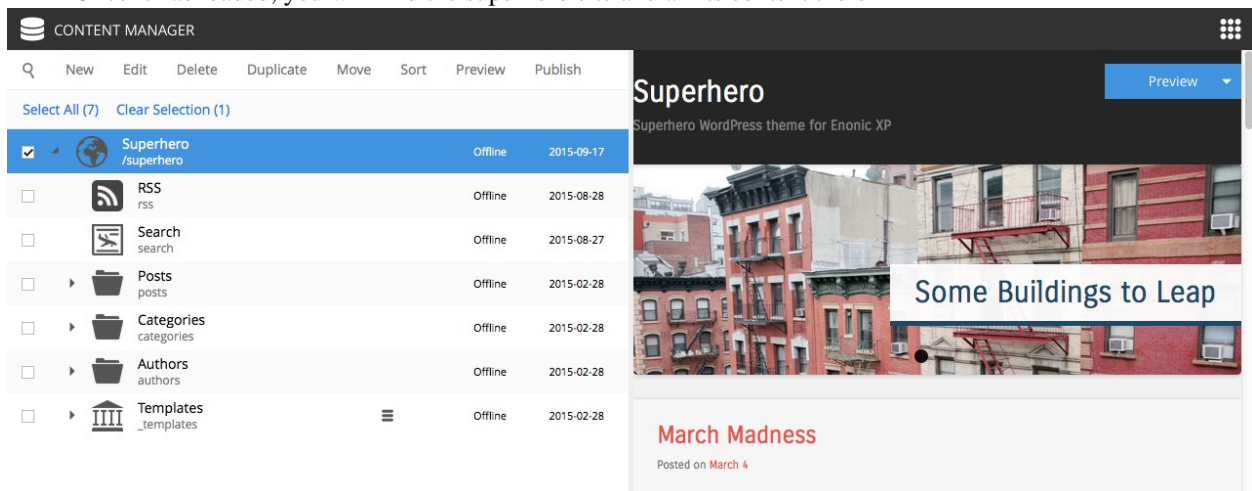 CONTENT MANAGER
New Edit Delete Duplicate Move Sort Preview Publish
Select All (7) Clear Selection (1)
Superhero
/superhero
Offline 2015-09-17
RSS
rss
Offline 2015-08-28
Search
search
Offline 2015-08-27
Posts
posts
Offline 2015-02-28
Categories
categories
Offline 2015-02-28
Authors
authors
Offline 2015-02-28
Templates
_templates
Offline 2015-02-28
Superhero
Preview
Superhero WordPress theme for Enonic XP
Some Buildings to Leap
March Madness
Posted on March 4